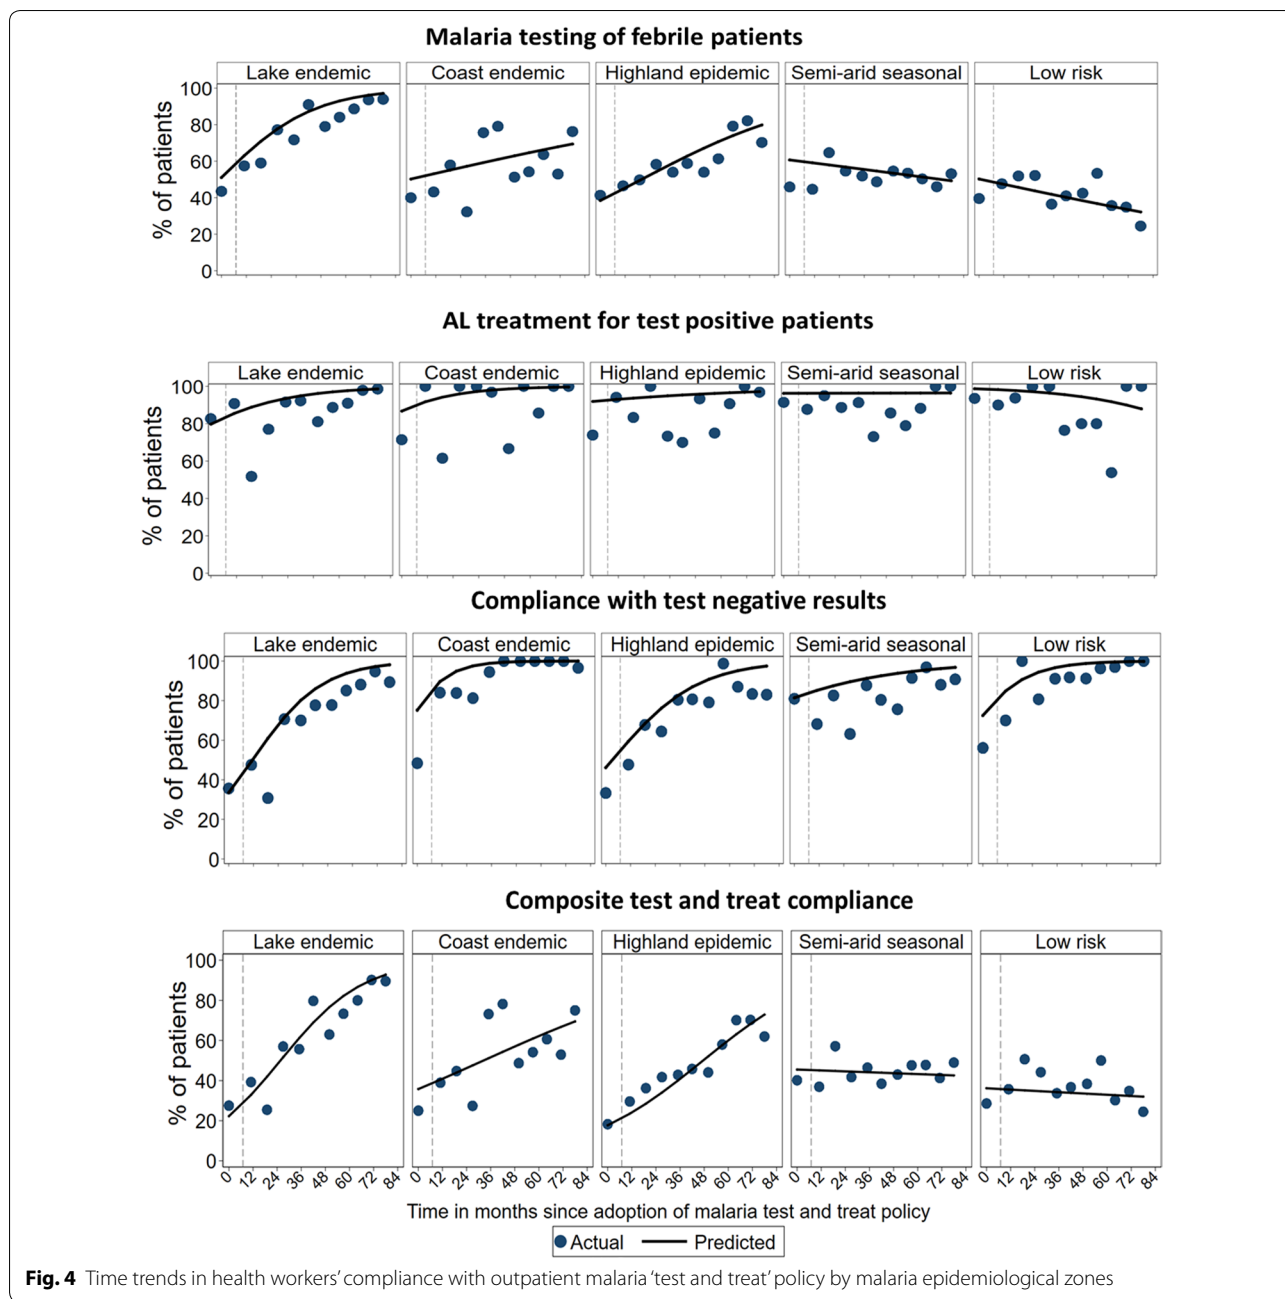 Malaria testing of febrile patients
Lake endemic Coast endemic Highland epidemic Semi-arid seasonal Low risk
% of patients
100
80
60
40
20
0
AL treatment for test positive patients
Lake endemic Coast endemic Highland epidemic Semi-arid seasonal Low risk
% of patients
100
80
60
40
20
0
Compliance with test negative results
Lake endemic Coast endemic Highland epidemic Semi-arid seasonal Low risk
% of patients
100
80
60
40
20
0
Composite test and treat compliance
Lake endemic Coast endemic Highland epidemic Semi-arid seasonal Low risk
% of patients
100
80
60
40
20
0
0 12 24 36 48 60 72 84 0 12 24 36 48 60 72 84 0 12 24 36 48 60 72 84 0 12 24 36 48 60 72 84 0 12 24 36 48 60 72 84
Time in months since adoption of malaria test and treat policy
Actual Predicted
Fig. 4 Time trends in health workers' compliance with outpatient malaria 'test and treat' policy by malaria epidemiological zones